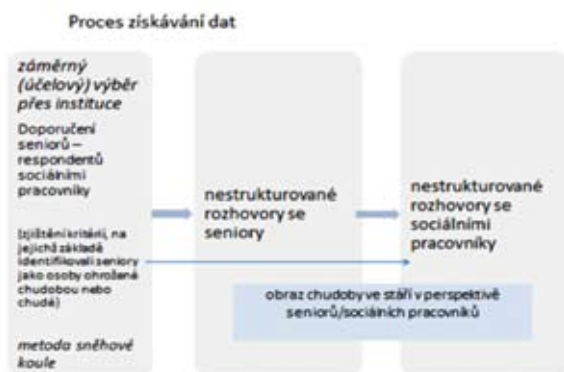 Proces získávání dat
záměrný
(účelový) výběr
přes instituce
Doporučení
seniorů –
respondentů
sociálními
pracovníky
(zjištění kritérií, na
jejichž základě
identifikovali seniory
jako osoby ohrožené
chudobou nebo
chudé)
metoda sněhové
koule
nestrukturované
rozhovory se
seniory
nestrukturované
rozhovory se
sociálními
pracovníky
obraz chudoby ve stáří v perspektivě
seniorů/sociálních pracovníků